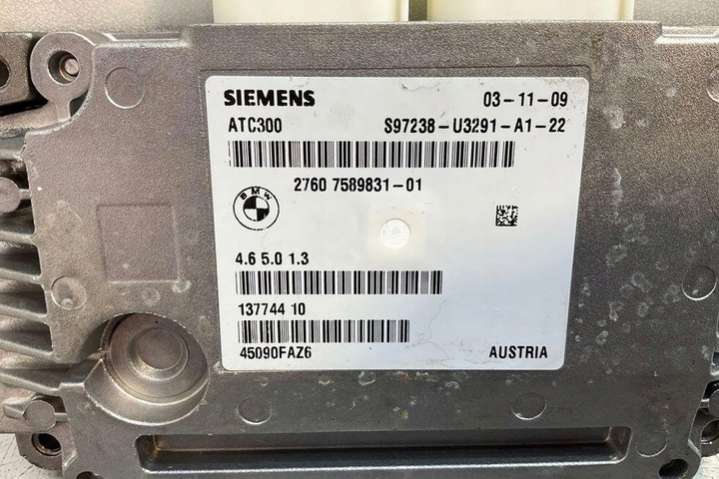 SIEMENS 03-11-09
ATC300 S97238-U3291-A1-22
2760 7589831-01
BMW
4.6 5.0 1.3
137744 10
45090FAZ6 AUSTRIA